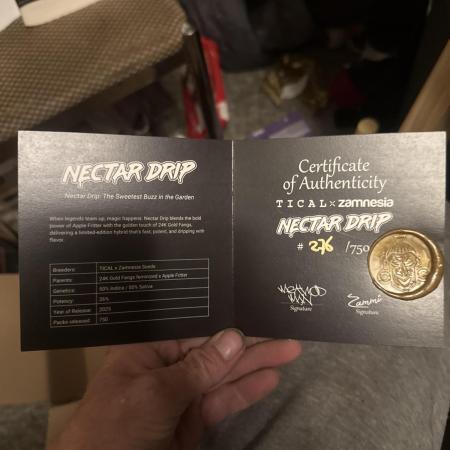 NECTAR DRIP
Nectar Drip: The Sweetest Buzz in the Garden
When legends team up, magic happens. Nectar Drip blends the bold
power of Apple Fritter with the golden touch of 24K Gold Fangs,
delivering a limited-edition hybrid that's fast, potent, and dripping with
flavor.
Breeders: TICAL x Zamnesia Seeds
Parents: 24K Gold Fangs feminized x Apple Fritter
Genetics: 50% Indica / 50% Sativa
Potency: 26%
Year of Release: 2025
Packs released: 750
Certificate
of Authenticity
TICAL x zamnesia
NECTAR DRIP
# 276 /750
METHOD
MAN
Signature
Zammi
Signature